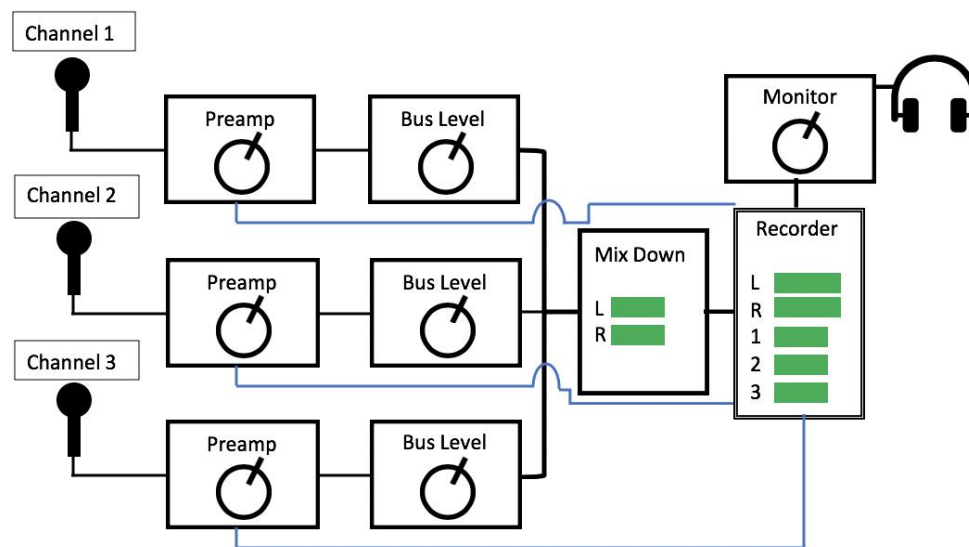 Channel 1
Preamp
Bus Level
Monitor
Channel 2
Preamp
Bus Level
Mix Down
L
R
Recorder
L
R
1
2
3
Channel 3
Preamp
Bus Level